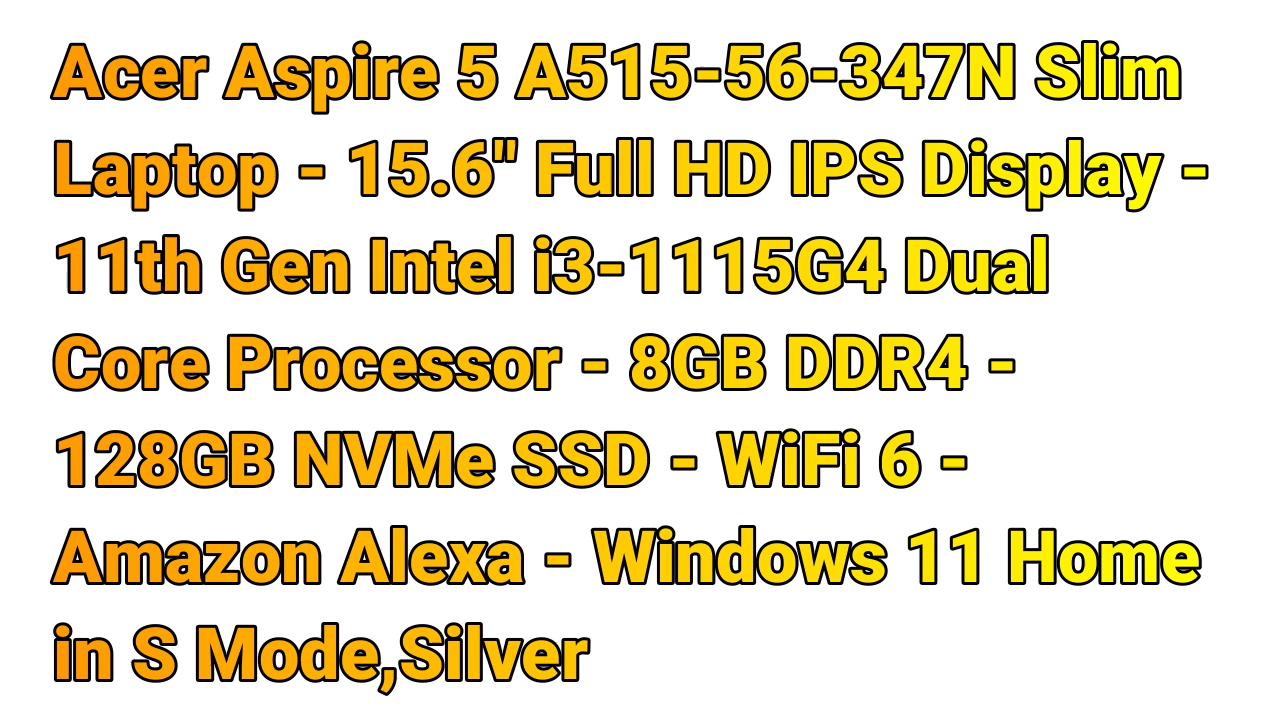 Acer Aspire 5 A515-56-347N Slim
Laptop - 15.6" Full HD IPS Display -
11th Gen Intel i3-1115G4 Dual
Core Processor - 8GB DDR4 -
128GB NVMe SSD - WiFi 6 -
Amazon Alexa - Windows 11 Home
in S Mode,Silver